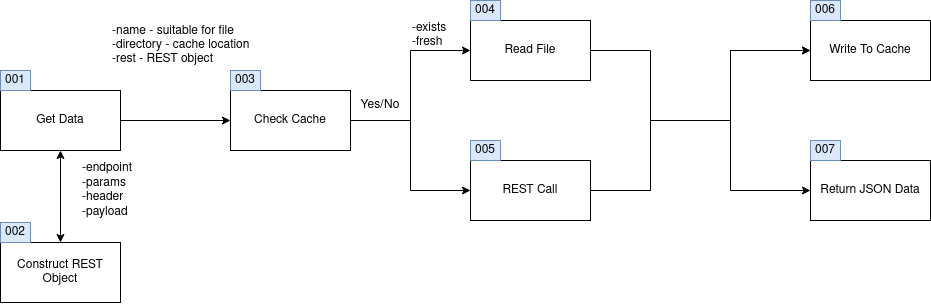 -name - suitable for file
-directory - cache location
-rest - REST object
001
Get Data
-endpoint
-params
-header
-payload
002
Construct REST
Object
003
Check Cache
Yes/No
-exists
-fresh
004
Read File
005
REST Call
006
Write To Cache
007
Return JSON Data